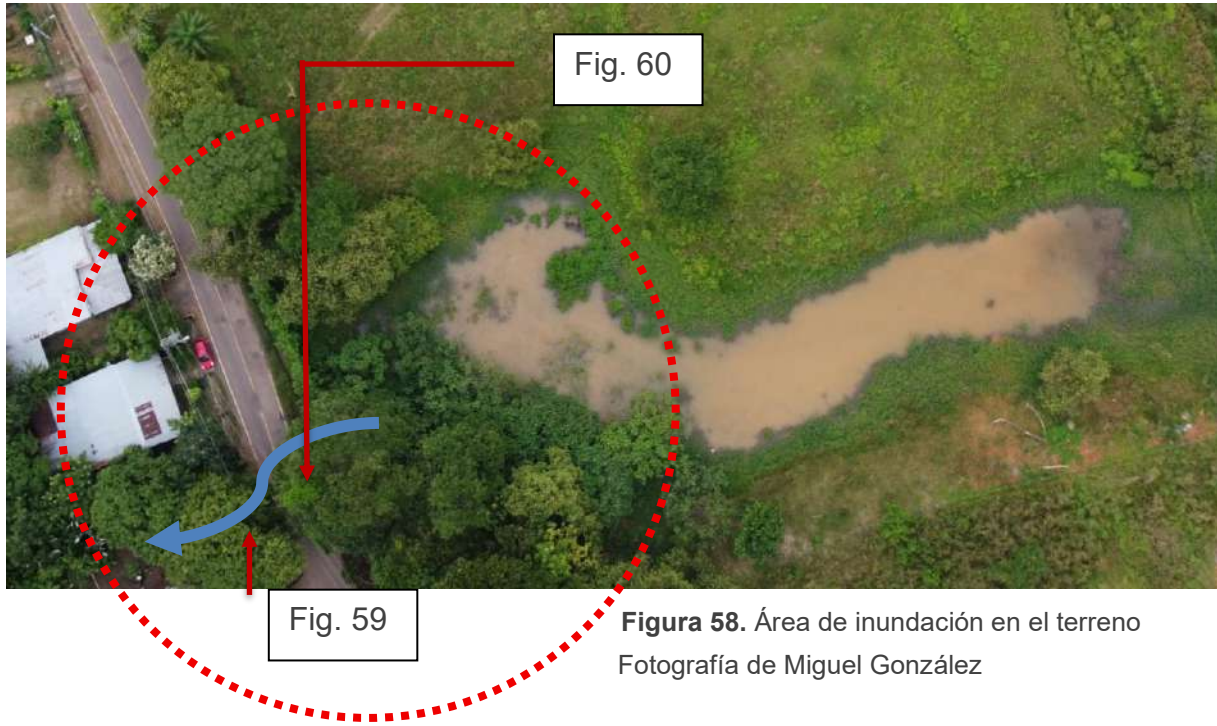 Fig. 60
Fig. 59
Figura 58. Área de inundación en el terreno
Fotografía de Miguel González